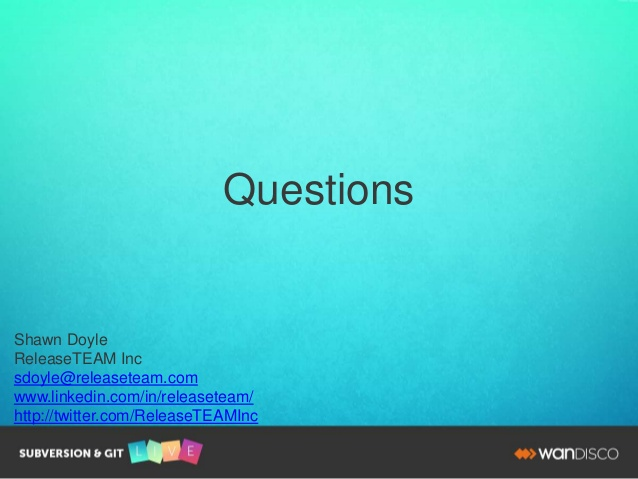 Questions
Shawn Doyle
ReleaseTEAM Inc
sdoyle@releaseteam.com
www.linkedin.com/in/releaseteam/
http://twitter.com/ReleaseTEAMInc
SUBVERSION & GIT LIVE
WANDISCO